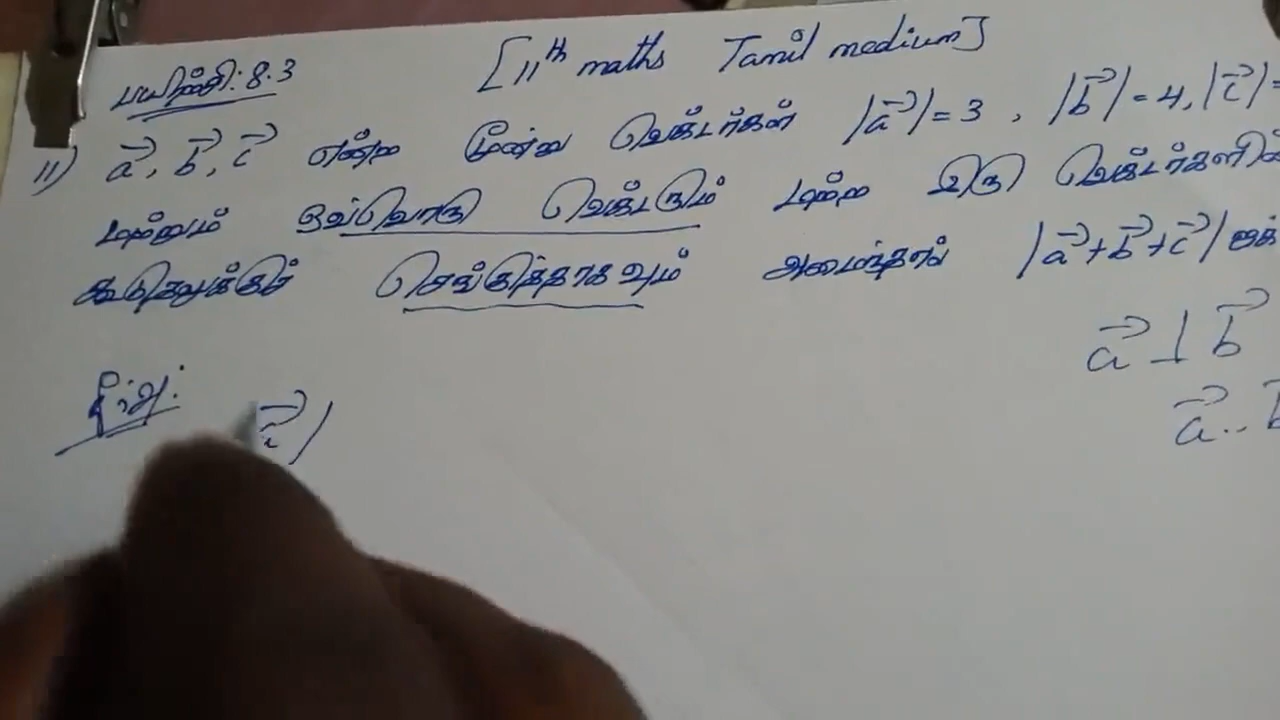 பயிற்சி: 8.3 [11th maths Tamil medium]
11) a⃗, b⃗, c⃗ என்ற மூன்று வெக்டர்கள் |a⃗| = 3, |b⃗| = 4, |c⃗| =
மற்றும் ஒவ்வொரு வெக்டரும் மற்ற இரு வெக்டர்களின்
கூடுதலுக்குச் செங்குத்தாகவும் அமைந்தால் |a⃗+b⃗+c⃗| ஐக்
a⃗ ⊥ b⃗
a⃗ .
தீர்வு:
a⃗|